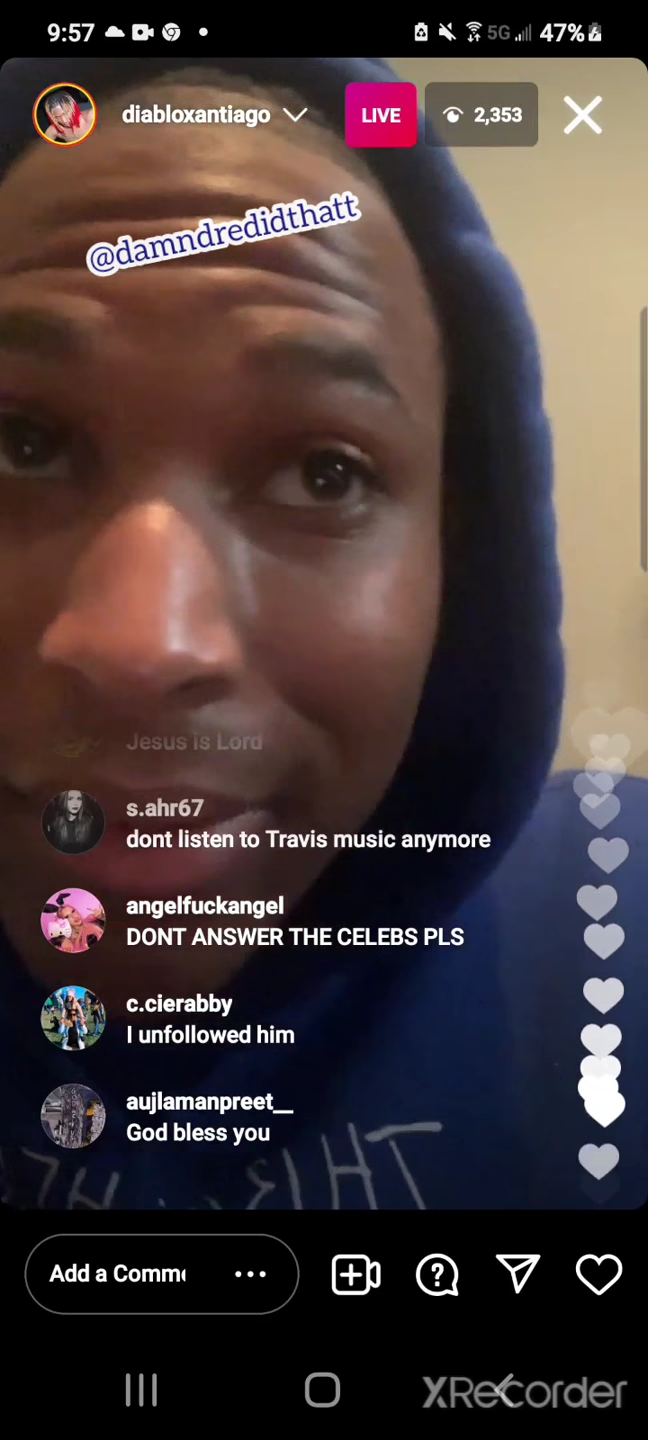 9:57 5G 47%
diabloxantiago LIVE 2,353
@damndredidthatt
Jesus is Lord
s.ahr67
dont listen to Travis music anymore
angelfuckangel
DONT ANSWER THE CELEBS PLS
c.cierabby
I unfollowed him
aujlamanpreet__
God bless you
Add a Comme
XRecorder